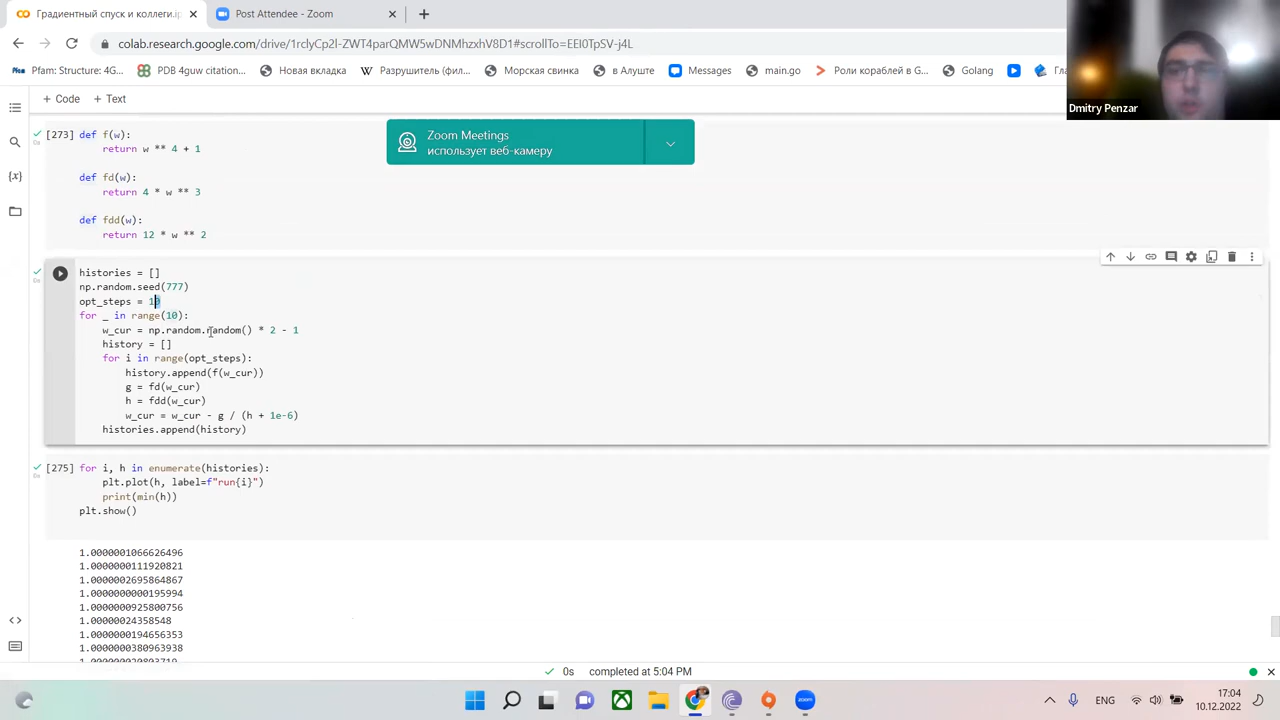 Градиентный спуск и коллеги.ip
Post Attendee - Zoom
colab.research.google.com/drive/1rclyCp2l-ZWT4parQMW5wDNMhzxhV8D1#scrollTo=EEI0TpSV-j4L
Pfam: Structure: 4G...
PDB 4guw citation -...
Новая вкладка
Разрушитель (фил...
Морская свинка
в Алуште
Messages
main.go
Роли кораблей в G...
Golang
Dmitry Penzar
+ Code + Text
Zoom Meetings
использует веб-камеру
[273] def f(w):
return w ** 4 + 1
def fd(w):
return 4 * w ** 3
def fdd(w):
return 12 * w ** 2
histories = []
np.random.seed(777)
opt_steps = 10
for _ in range(10):
w_cur = np.random.random() * 2 - 1
history = []
for i in range(opt_steps):
history.append(f(w_cur))
g = fd(w_cur)
h = fdd(w_cur)
w_cur = w_cur - g / (h + 1e-6)
histories.append(history)
[275] for i, h in enumerate(histories):
plt.plot(h, label=f"run{i}")
print(min(h))
plt.show()
1.0000001066626496
1.0000000111920821
1.0000002695864867
1.0000000000195994
1.0000000925800756
1.000000024358548
1.0000000194656353
1.0000000380963938
0s completed at 5:04 PM
ENG
17:04
10.12.2022